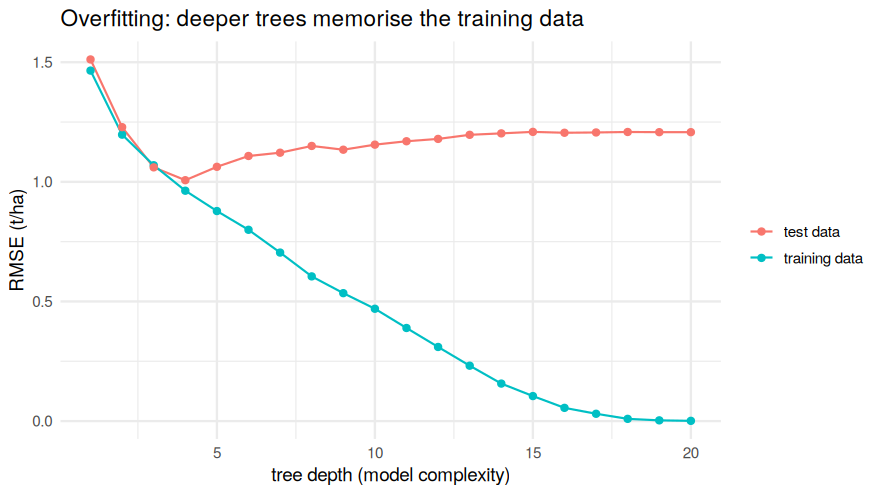 Overfitting: deeper trees memorise the training data
RMSE (t/ha)
1.5
1.0
0.5
0.0
5
10
15
20
tree depth (model complexity)
test data
training data